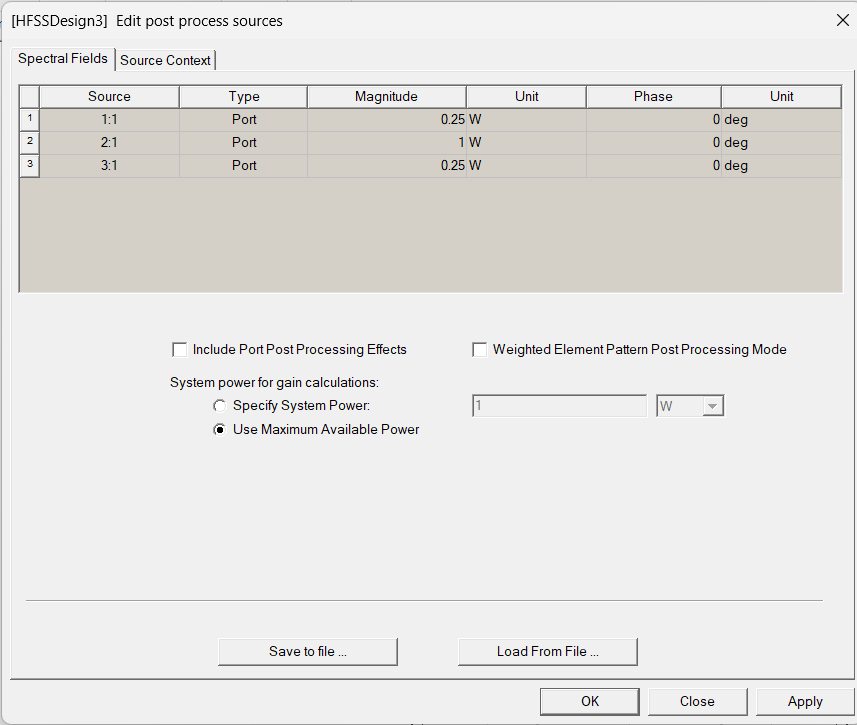 [HFSSDesign3] Edit post process sources
Spectral Fields Source Context
Source Type Magnitude Unit Phase Unit
1 1:1 Port 0.25 W 0 deg
2 2:1 Port 1 W 0 deg
3 3:1 Port 0.25 W 0 deg
Include Port Post Processing Effects Weighted Element Pattern Post Processing Mode
System power for gain calculations:
Specify System Power: 1 W
Use Maximum Available Power
Save to file ... Load From File ...
OK Close Apply